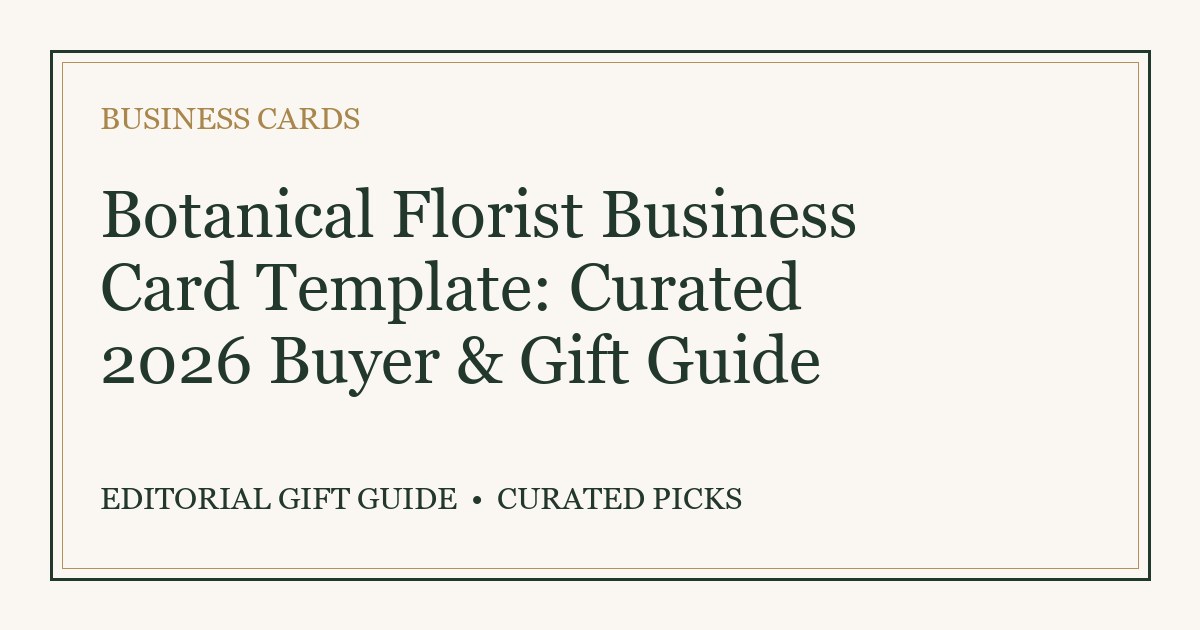 BUSINESS CARDS
Botanical Florist Business
Card Template: Curated
2026 Buyer & Gift Guide
EDITORIAL GIFT GUIDE • CURATED PICKS